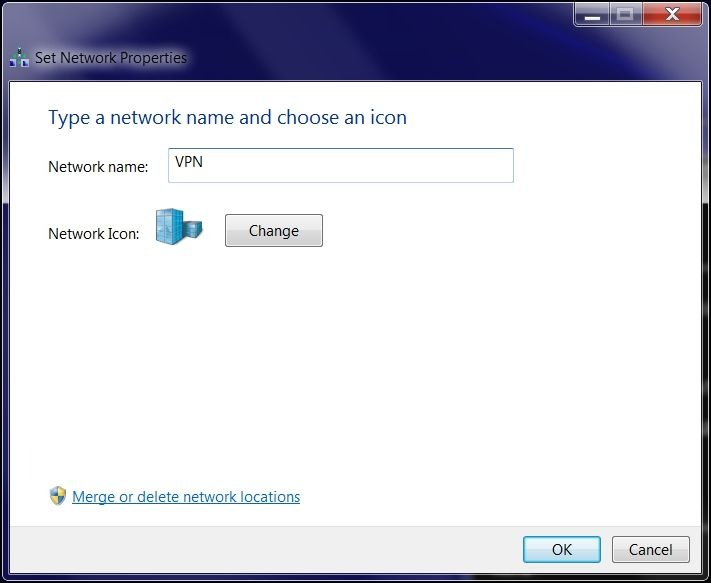 Set Network Properties
Type a network name and choose an icon
Network name: VPN
Network Icon: Change
Merge or delete network locations
OK Cancel